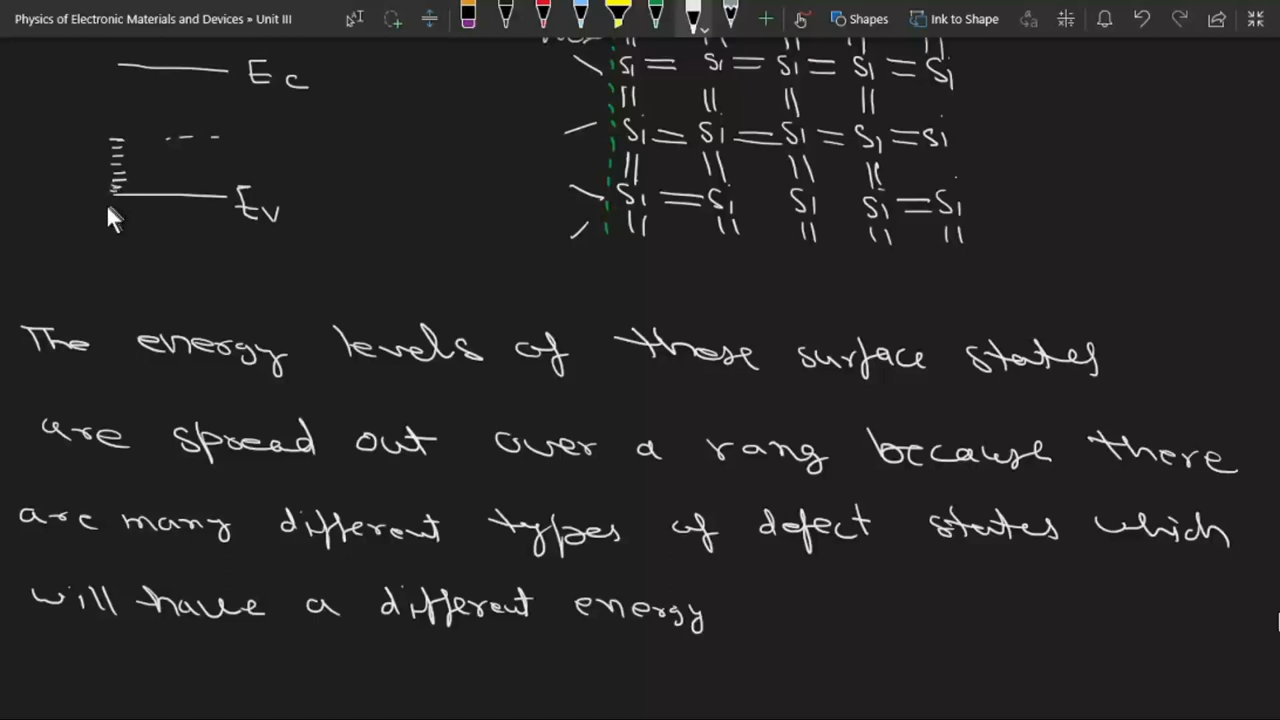 Physics of Electronic Materials and Devices » Unit III
Shapes
Ink to Shape
Ec
Si = Si = Si = Si = Si
Si = Si = Si = Si = Si
Ev
Si = Si Si Si = Si
The energy levels of these surface states
are spread out over a rang because there
are many different types of defect states which
will have a different energy